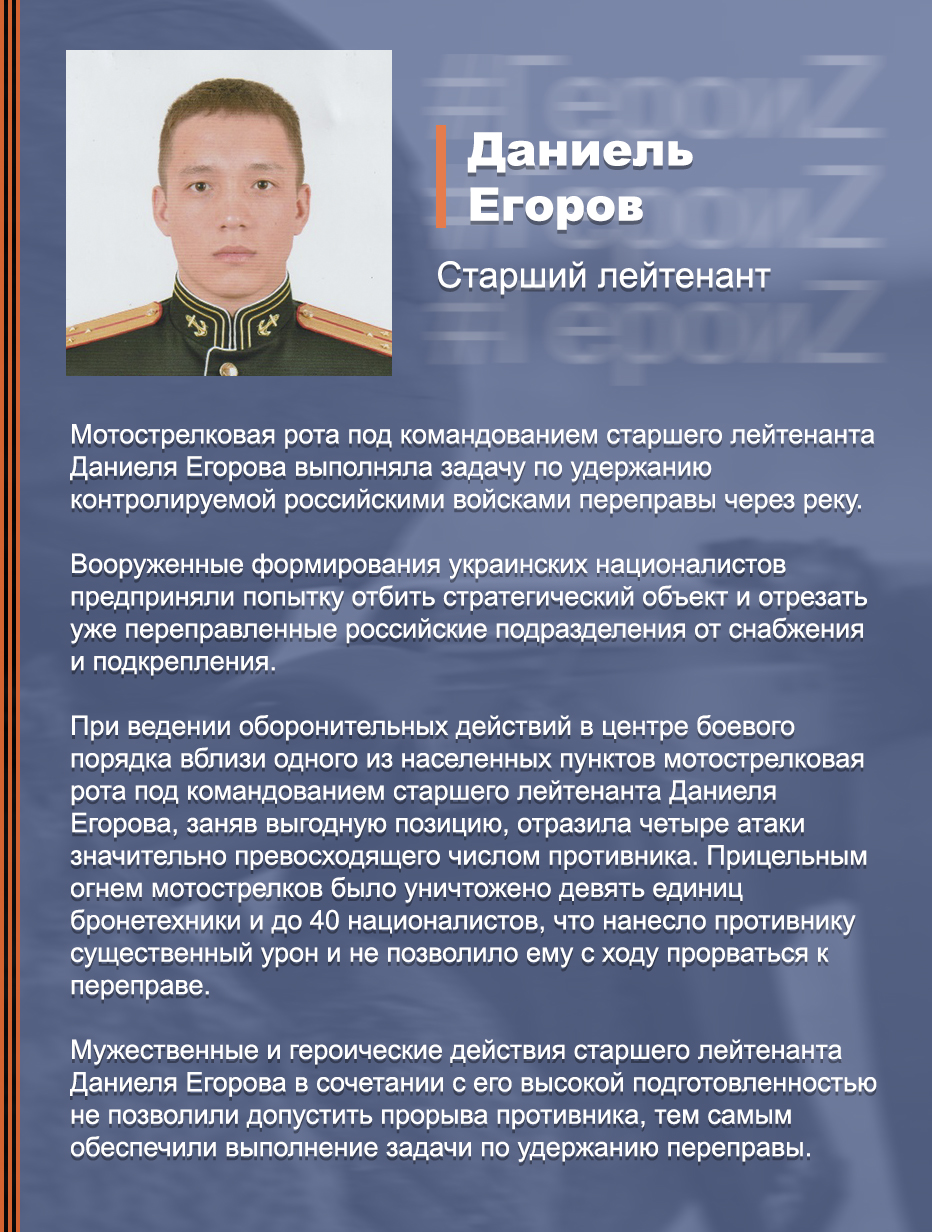 #ГероиZ
Даниель
#ГероиZ
Егоров
Старший лейтенант
#ГероиZ
Мотострелковая рота под командованием старшего лейтенанта
Даниеля Егорова выполняла задачу по удержанию
контролируемой российскими войсками переправы через реку.
Вооруженные формирования украинских националистов
предприняли попытку отбить стратегический объект и отрезать
уже переправленные российские подразделения от снабжения
и подкрепления.
При ведении оборонительных действий в центре боевого
порядка вблизи одного из населенных пунктов мотострелковая
рота под командованием старшего лейтенанта Даниеля
Егорова, заняв выгодную позицию, отразила четыре атаки
значительно превосходящего числом противника. Прицельным
огнем мотострелков было уничтожено девять единиц
бронетехники и до 40 националистов, что нанесло противнику
существенный урон и не позволило ему с ходу прорваться к
переправе.
Мужественные и героические действия старшего лейтенанта
Даниеля Егорова в сочетании с его высокой подготовленностью
не позволили допустить прорыва противника, тем самым
обеспечили выполнение задачи по удержанию переправы.